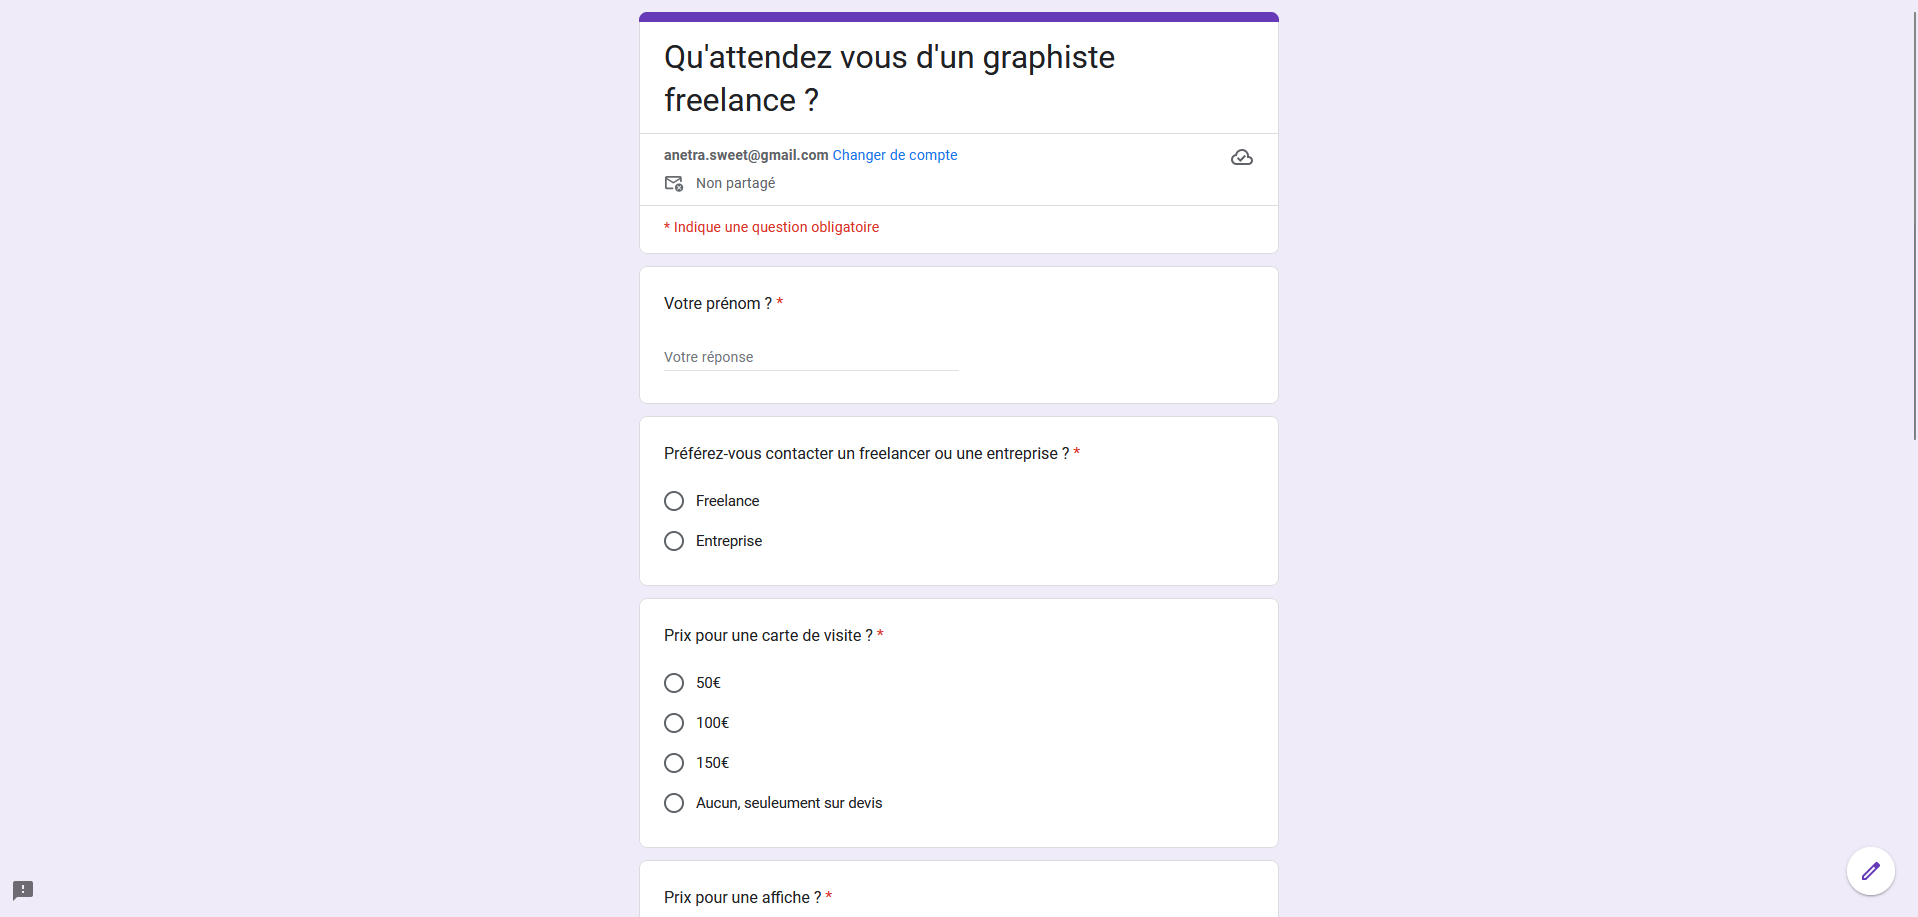 Qu'attendez vous d'un graphiste
freelance ?
anetra.sweet@gmail.com Changer de compte
Non partagé
* Indique une question obligatoire
Votre prénom ? *
Votre réponse
Préférez-vous contacter un freelancer ou une entreprise ? *
Freelance
Entreprise
Prix pour une carte de visite ? *
50€
100€
150€
Aucun, seuleument sur devis
Prix pour une affiche ? *